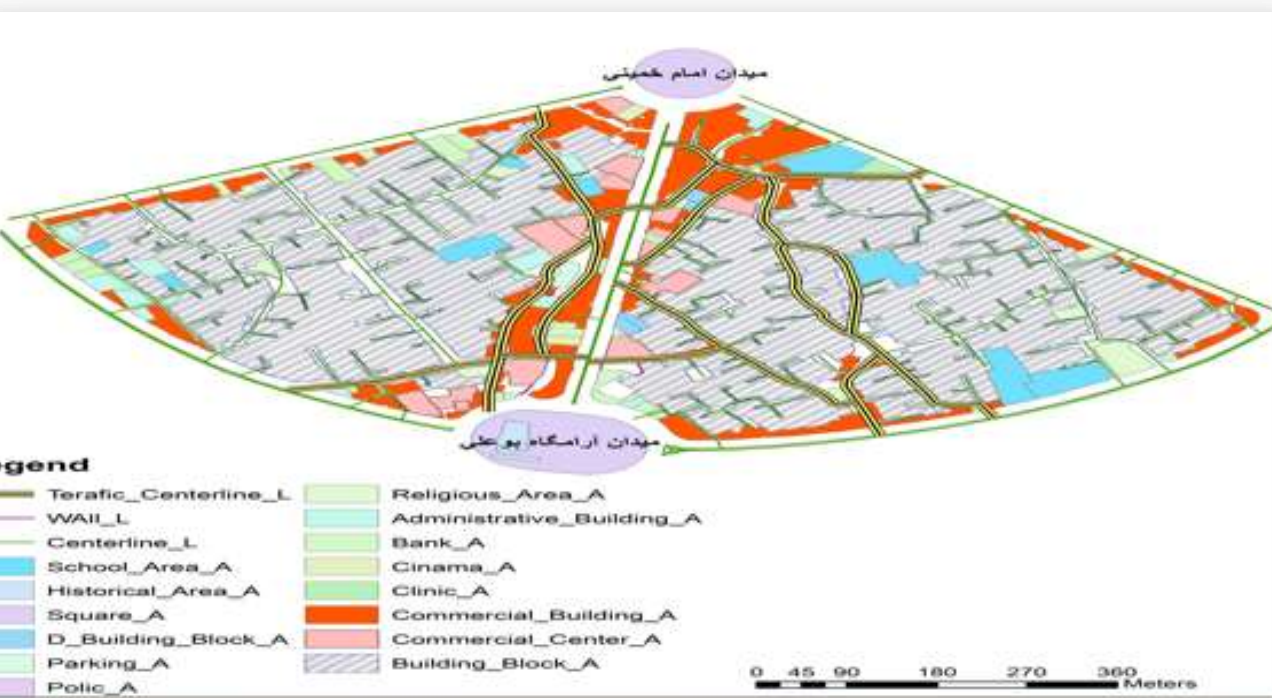 میدان امام خمینی
میدان آرامگاه بوعلی
egend
Terafic_Centerline_L
WAll_L
Centerline_L
School_Area_A
Historical_Area_A
Square_A
D_Building_Block_A
Parking_A
Polic_A
Religious_Area_A
Administrative_Building_A
Bank_A
Cinama_A
Clinic_A
Commercial_Building_A
Commercial_Center_A
Building_Block_A
0 45 90 180 270 360
Meters